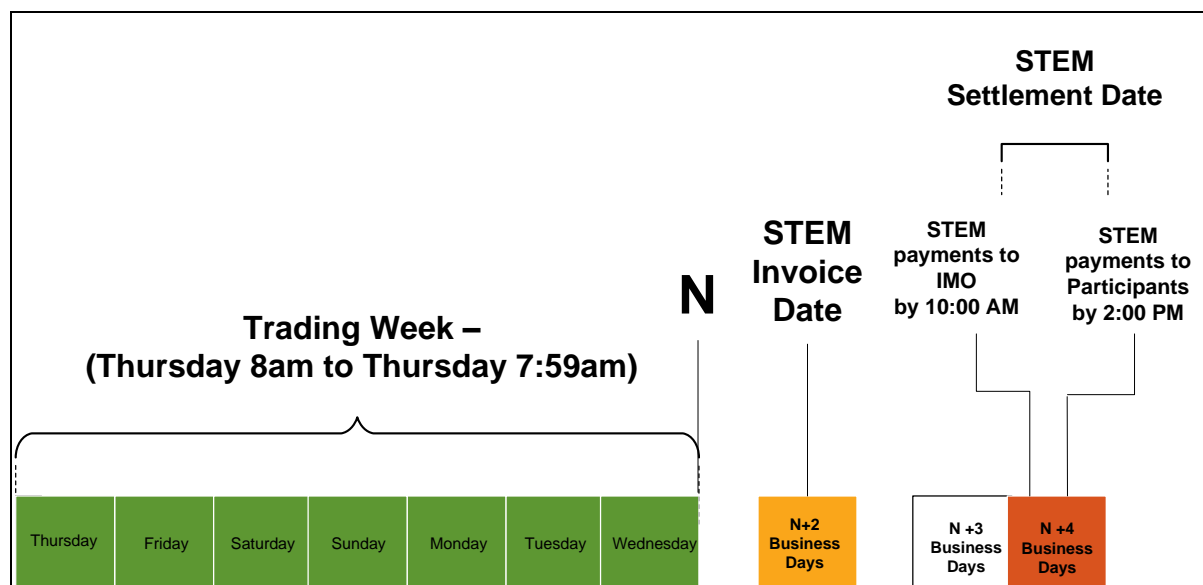 STEM
Settlement Date
STEM
payments to
IMO
by 10:00 AM
STEM
payments to
Participants
by 2:00 PM
STEM
Invoice
Date
N
Trading Week –
(Thursday 8am to Thursday 7:59am)
Thursday
Friday
Saturday
Sunday
Monday
Tuesday
Wednesday
N+2
Business
Days
N +3
Business
Days
N +4
Business
Days